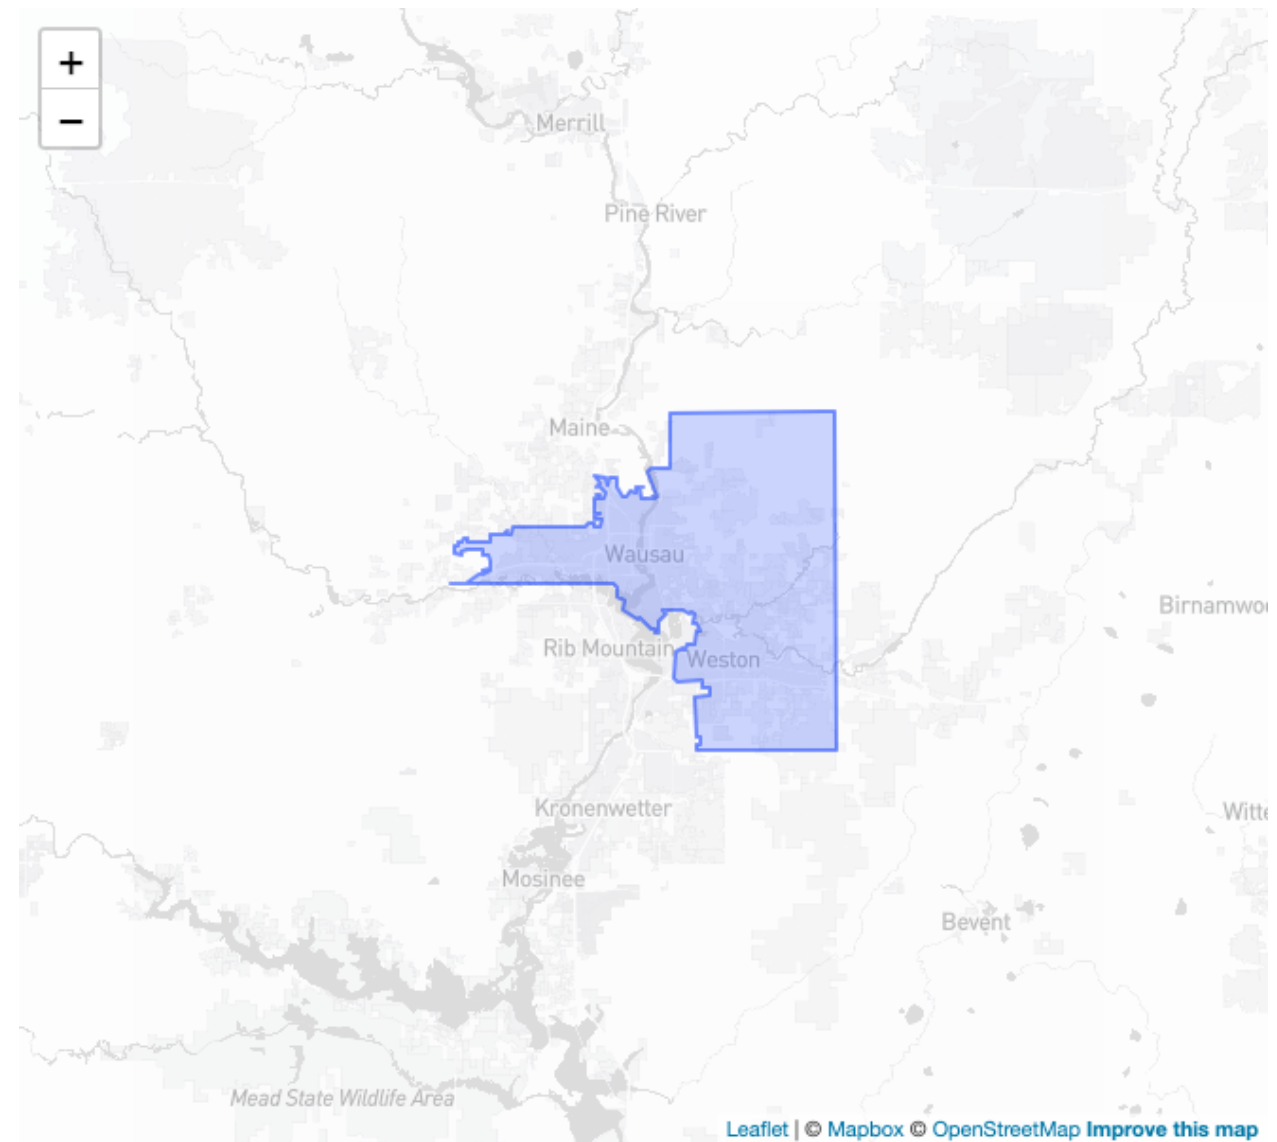 +
−
Merrill
Pine River
Maine
Wausau
Birnamwo
Rib Mountain
Weston
Kronenwetter
Witte
Mosinee
Bevent
Mead State Wildlife Area
Leaflet | © Mapbox © OpenStreetMap Improve this map